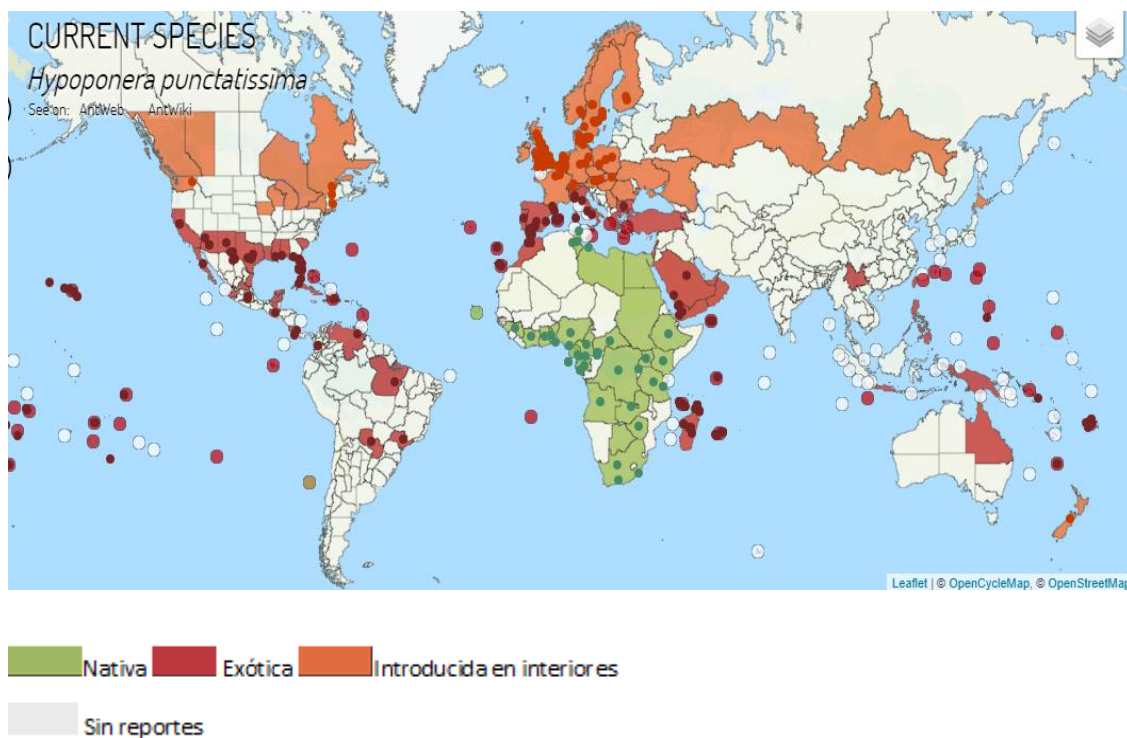 CURRENT SPECIES
Hypoponera punctatissima
See on: AntWeb AntWiki
Leaflet | © OpenCycleMap, © OpenStreetMap
Nativa Exótica Introducida en interiores
Sin reportes